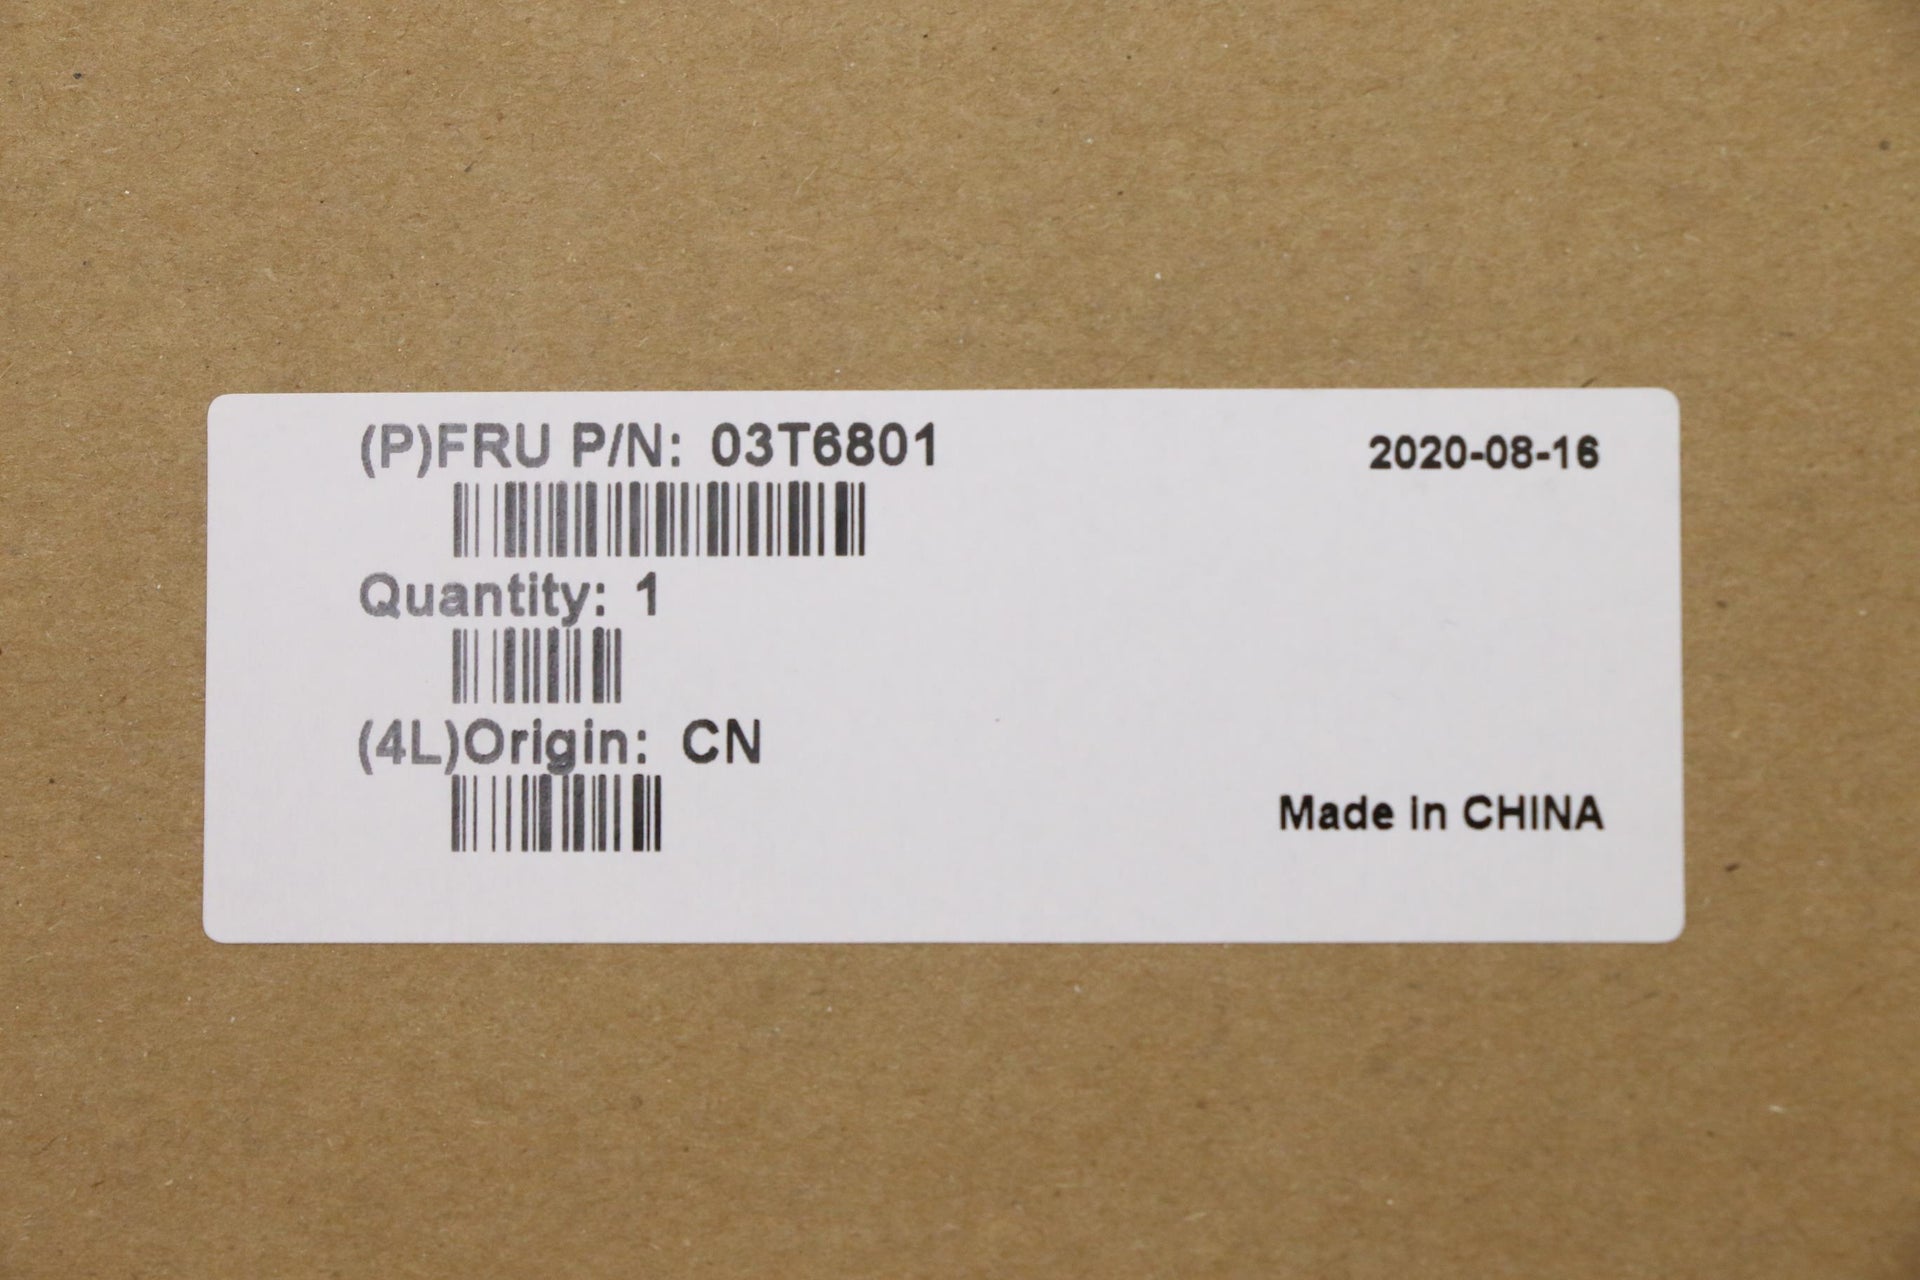 (P)FRU P/N: 03T6801
2020-08-16
Quantity: 1
(4L)Origin: CN
Made in CHINA